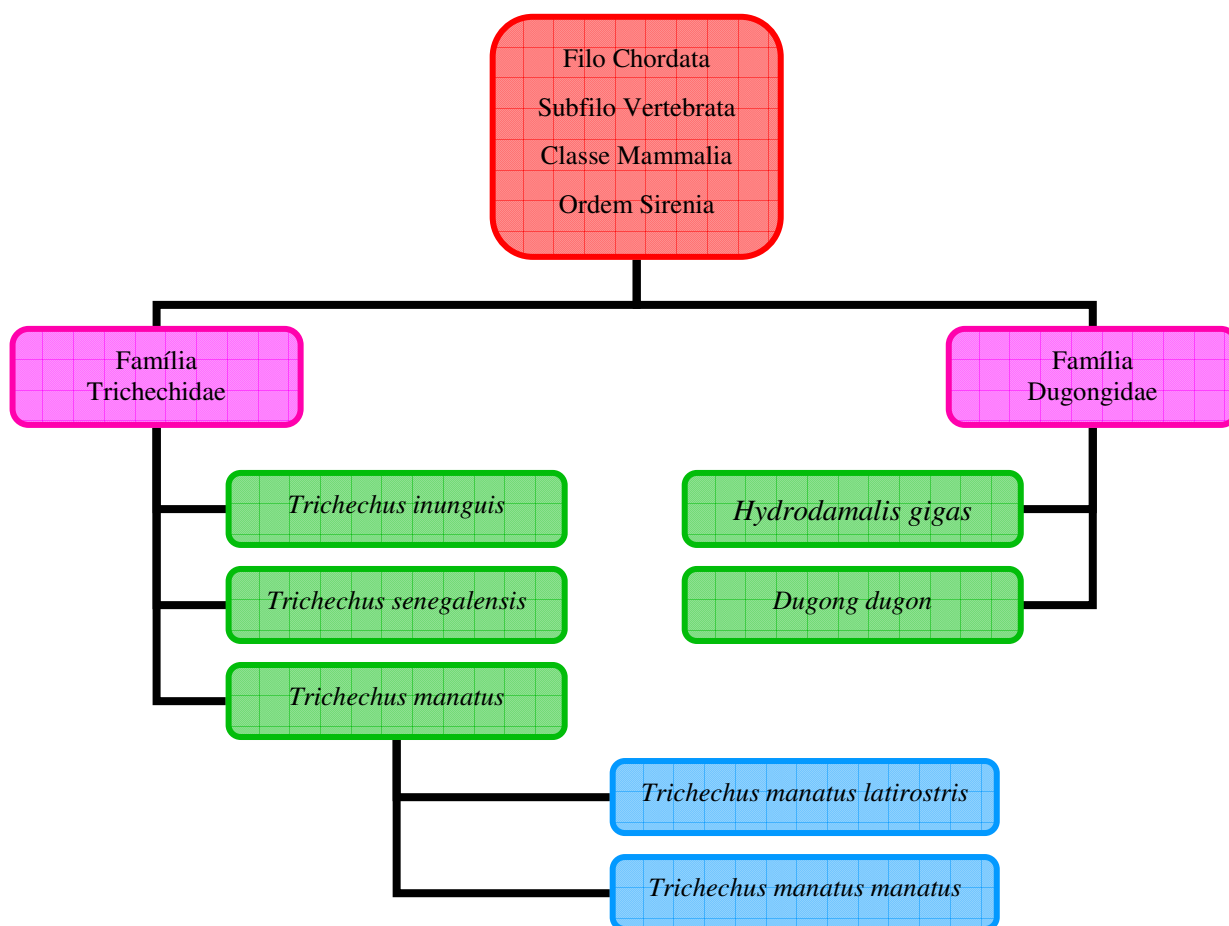 Filo Chordata
Subfilo Vertebrata
Classe Mammalia
Ordem Sirenia
Família
Trichechidae
Família
Dugongidae
Trichechus inunguis
Hydrodamalis gigas
Trichechus senegalensis
Dugong dugon
Trichechus manatus
Trichechus manatus latirostris
Trichechus manatus manatus